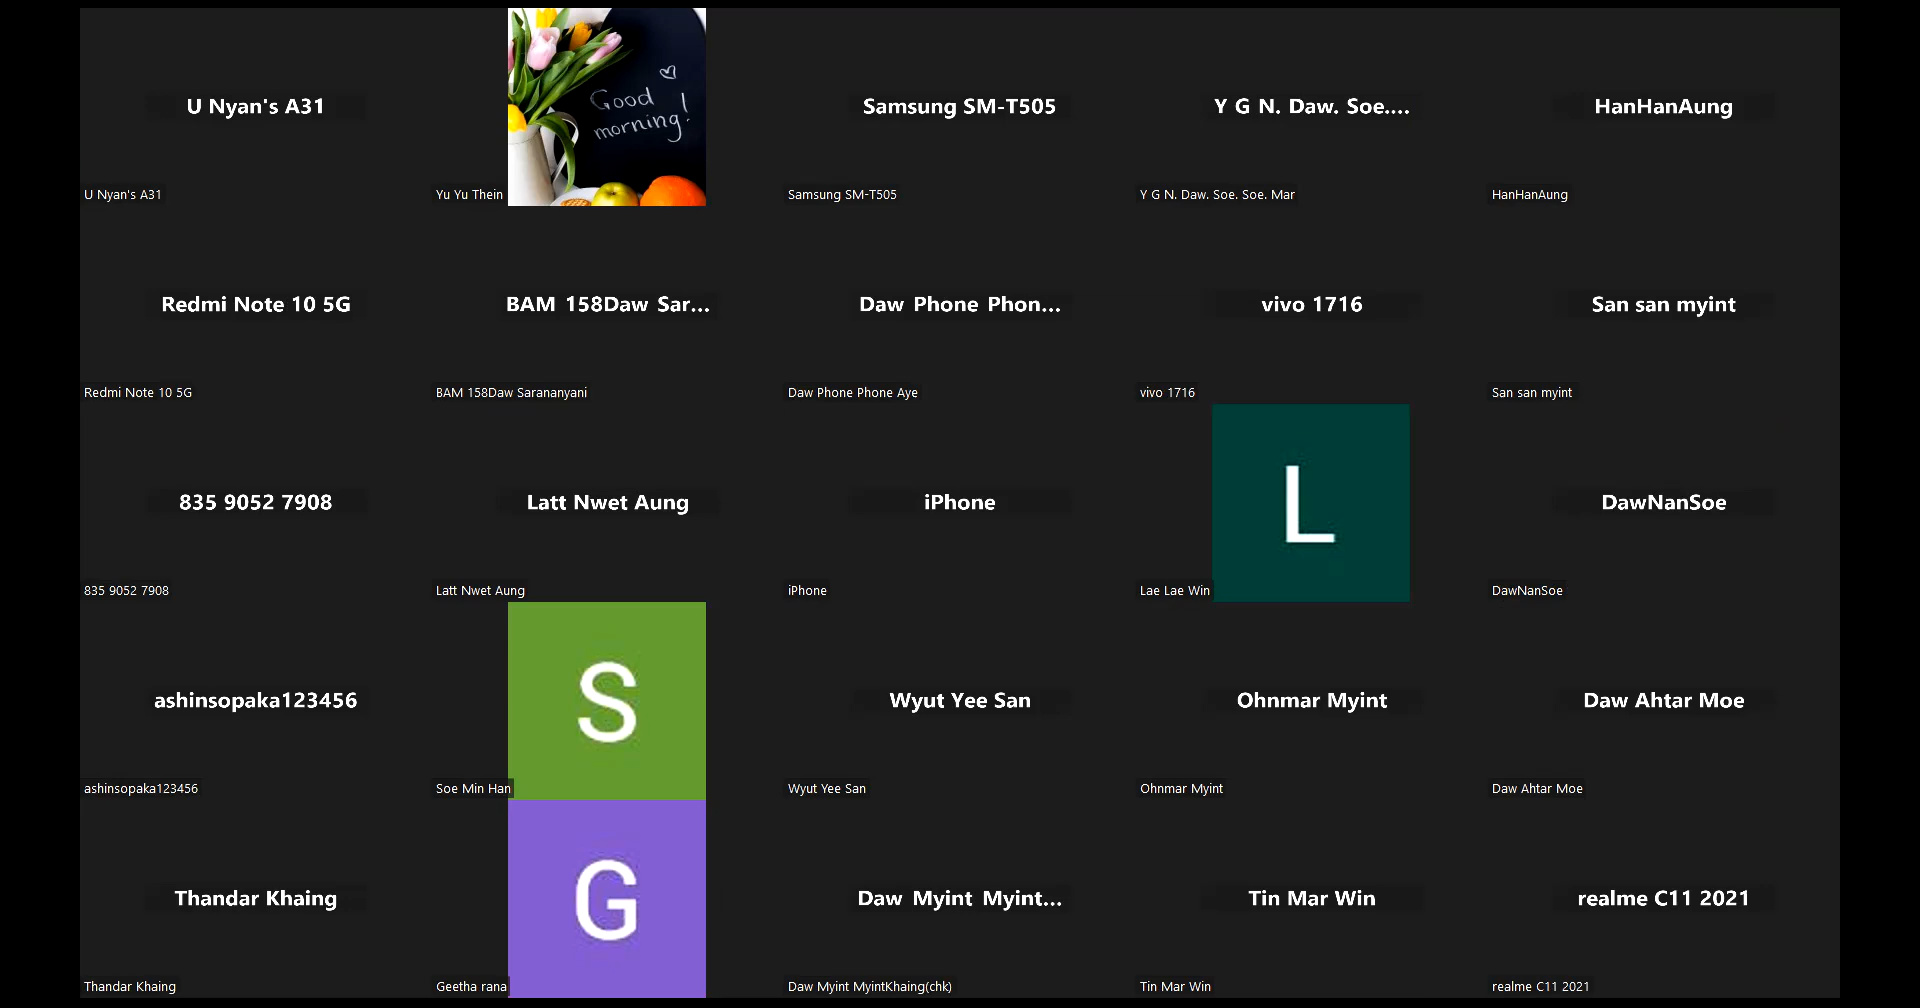 U Nyan's A31
Good
morning!
Samsung SM-T505
Y G N. Daw. Soe....
HanHanAung
U Nyan's A31
Yu Yu Thein
Samsung SM-T505
Y G N. Daw. Soe. Soe. Mar
HanHanAung
Redmi Note 10 5G
BAM 158Daw Sar...
Daw Phone Phon...
vivo 1716
San san myint
Redmi Note 10 5G
BAM 158Daw Sarananyani
Daw Phone Phone Aye
vivo 1716
San san myint
835 9052 7908
Latt Nwet Aung
iPhone
L
DawNanSoe
835 9052 7908
Latt Nwet Aung
iPhone
Lae Lae Win
DawNanSoe
ashinsopaka123456
S
Wyut Yee San
Ohnmar Myint
Daw Ahtar Moe
ashinsopaka123456
Soe Min Han
Wyut Yee San
Ohnmar Myint
Daw Ahtar Moe
Thandar Khaing
G
Daw Myint Myint...
Tin Mar Win
realme C11 2021
Thandar Khaing
Geetha rana
Daw Myint MyintKhaing(chk)
Tin Mar Win
realme C11 2021